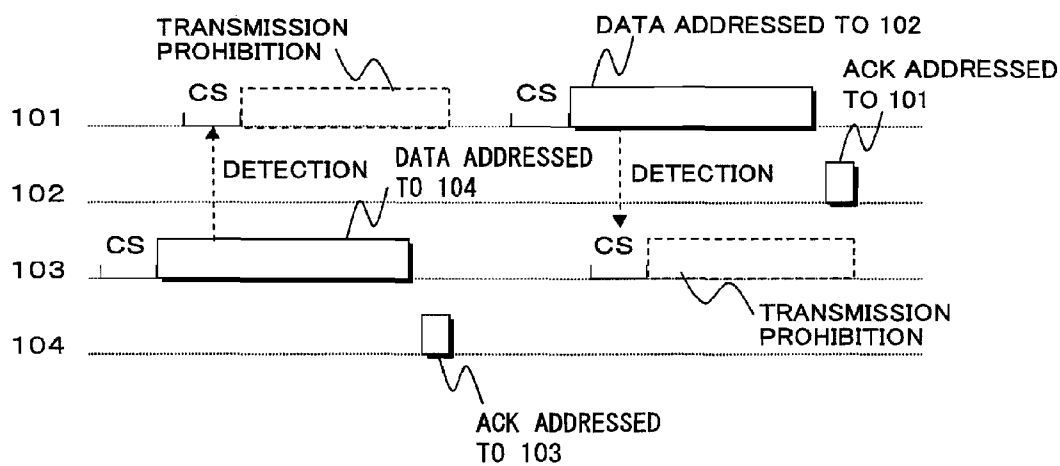 TRANSMISSION
PROHIBITION
DATA ADDRESSED TO 102
ACK ADDRESSED
TO 101
CS
CS
101
DETECTION
DATA ADDRESSED
TO 104
DETECTION
102
CS
CS
103
TRANSMISSION
PROHIBITION
104
ACK ADDRESSED
TO 103